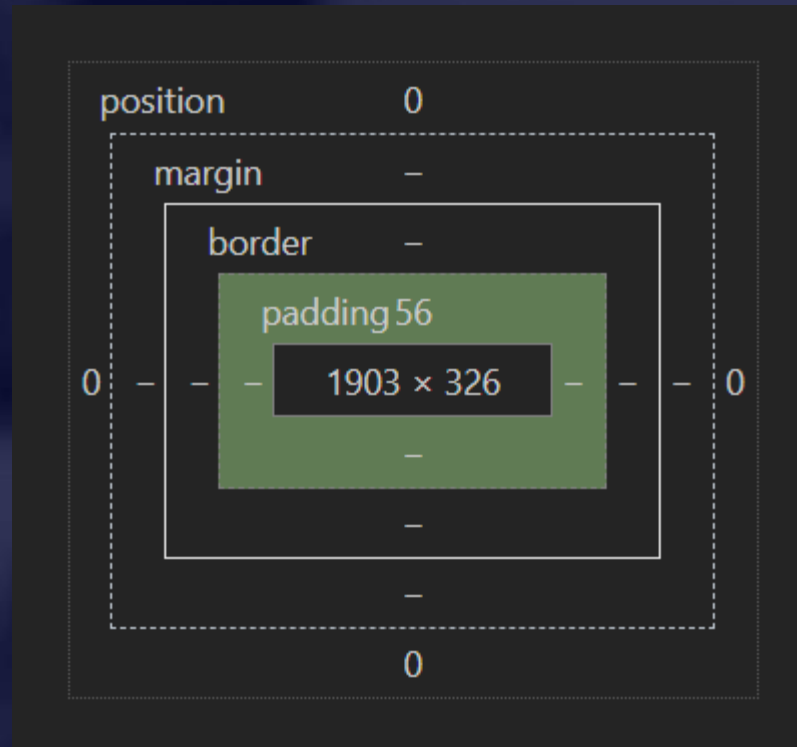 position 0
margin –
border –
padding 56
0 – – – 1903 × 326 – – – 0
–
–
–
0